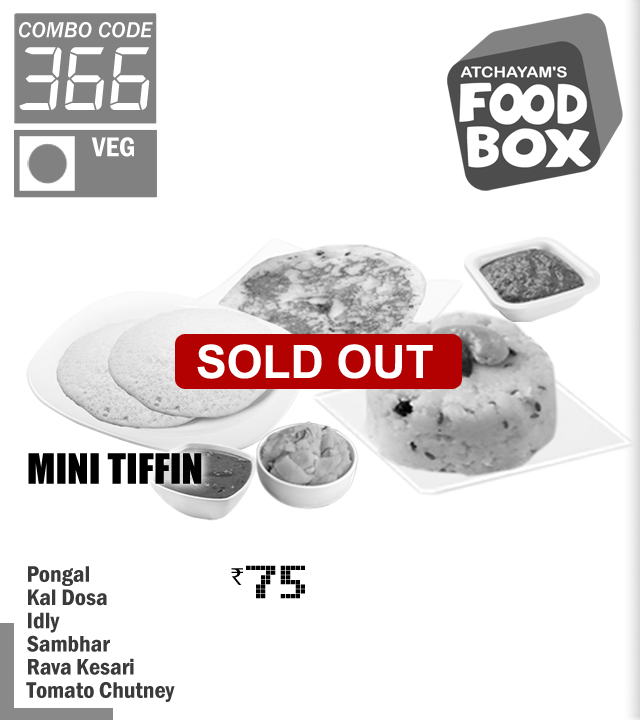 COMBO CODE
366
VEG
ATCHAYAM'S
FOOD
BOX
SOLD OUT
MINI TIFFIN
Pongal
Kal Dosa
Idly
Sambhar
Rava Kesari
Tomato Chutney
₹75